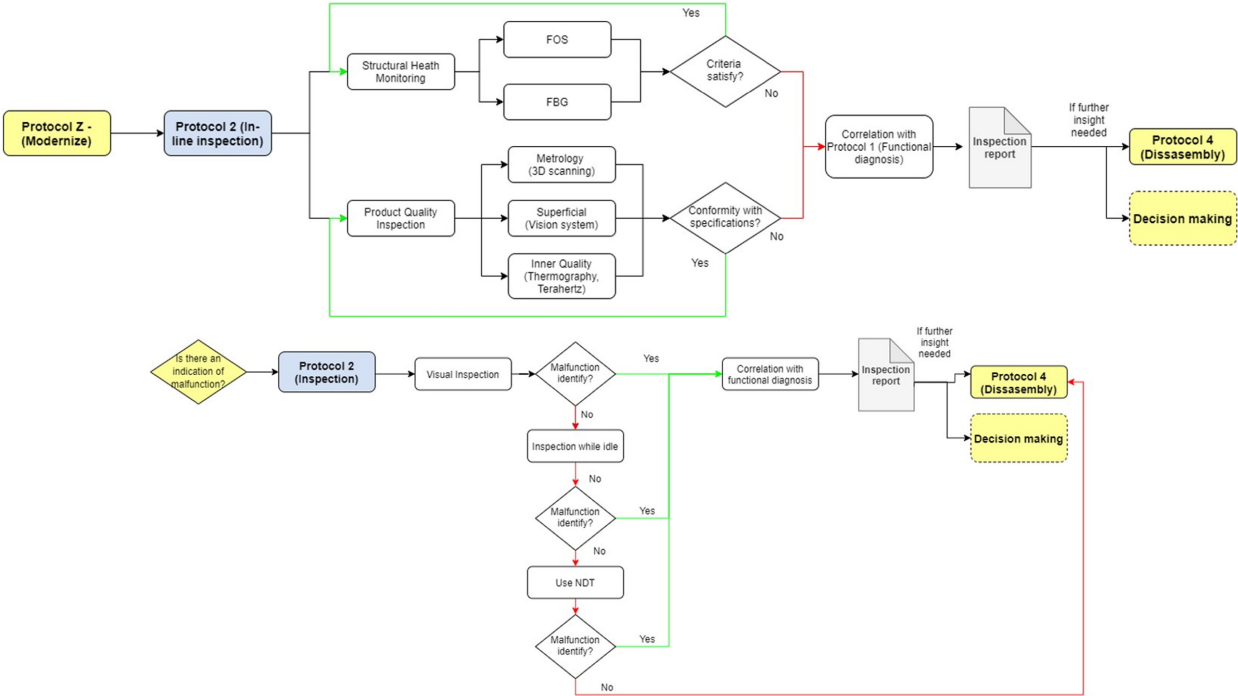 Yes
Structural Heath
Monitoring
FOS
FBG
Criteria
satisfy?
No
Protocol Z -
(Modernize)
Protocol 2 (In-
line inspection)
Metrology
(3D scanning)
Product Quality
Inspection
Superficial
(Vision system)
Inner Quality
(Thermography,
Terahertz)
Conformity with
specifications?
No
Yes
Correlation with
Protocol 1 (Functional
diagnosis)
Inspection
report
If further
insight
needed
Protocol 4
(Dissasembly)
Decision making
Is there an
indication of
malfunction?
Protocol 2
(Inspection)
Visual Inspection
Malfunction
identify?
Yes
Correlation with
functional diagnosis
Inspection
report
If further
insight
needed
Protocol 4
(Dissasembly)
Decision making
No
Inspection while idle
No
Malfunction
identify?
Yes
No
Use NDT
Malfunction
identify?
Yes
No